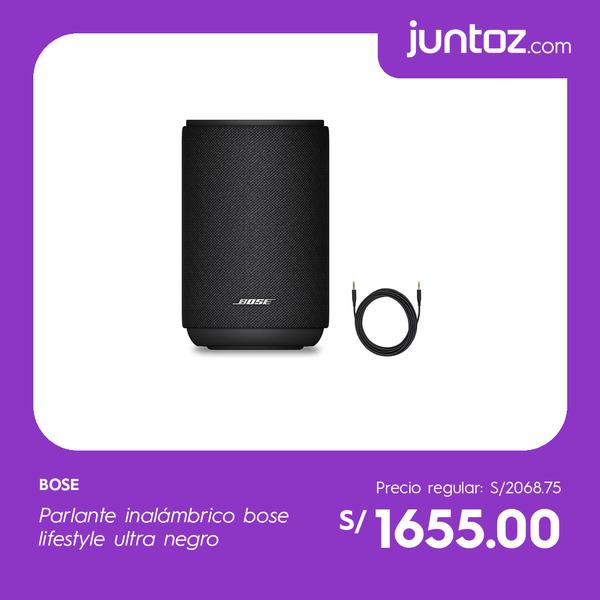 juntoz.com
BOSE
BOSE
Parlante inalámbrico bose
lifestyle ultra negro
Precio regular: S/2068.75
S/1655.00